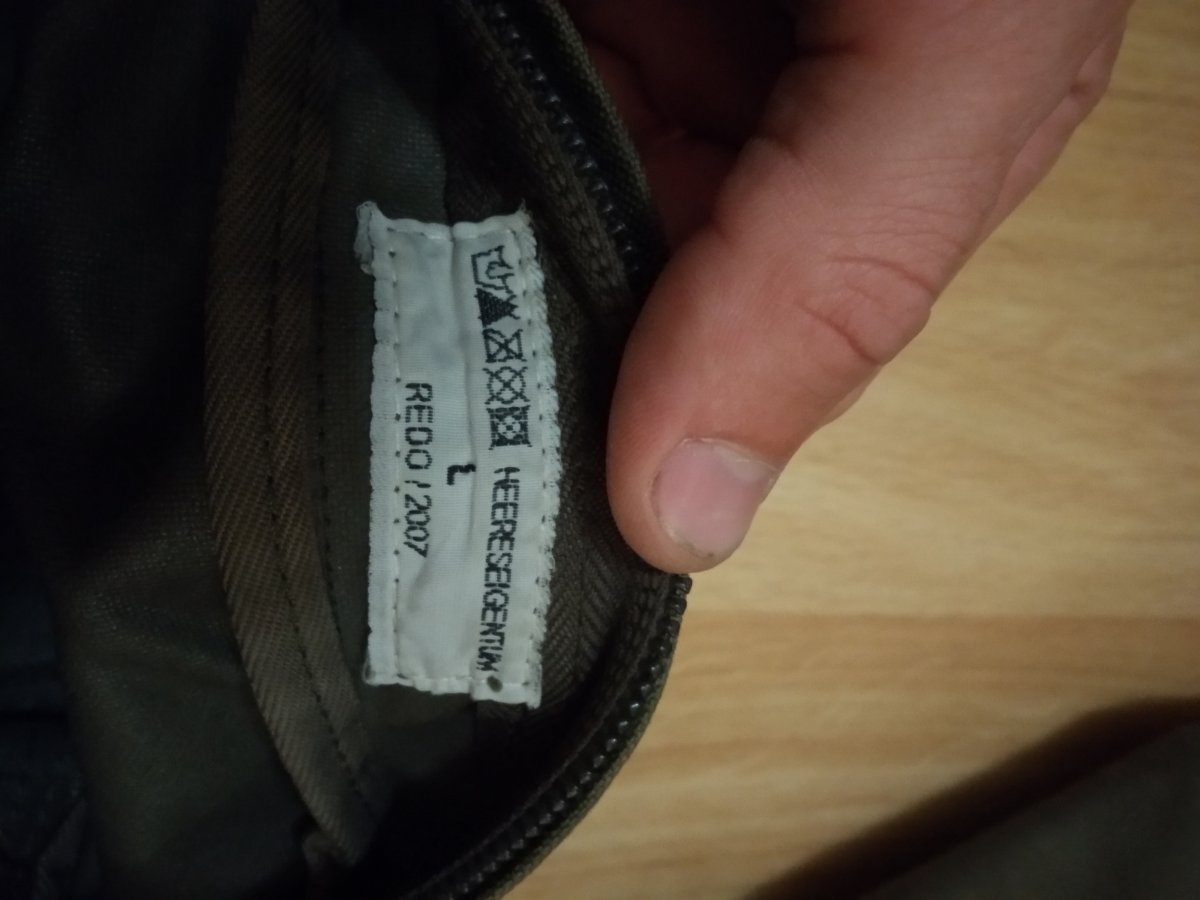 HEERESEIGENTUM
L
REDO / 2007